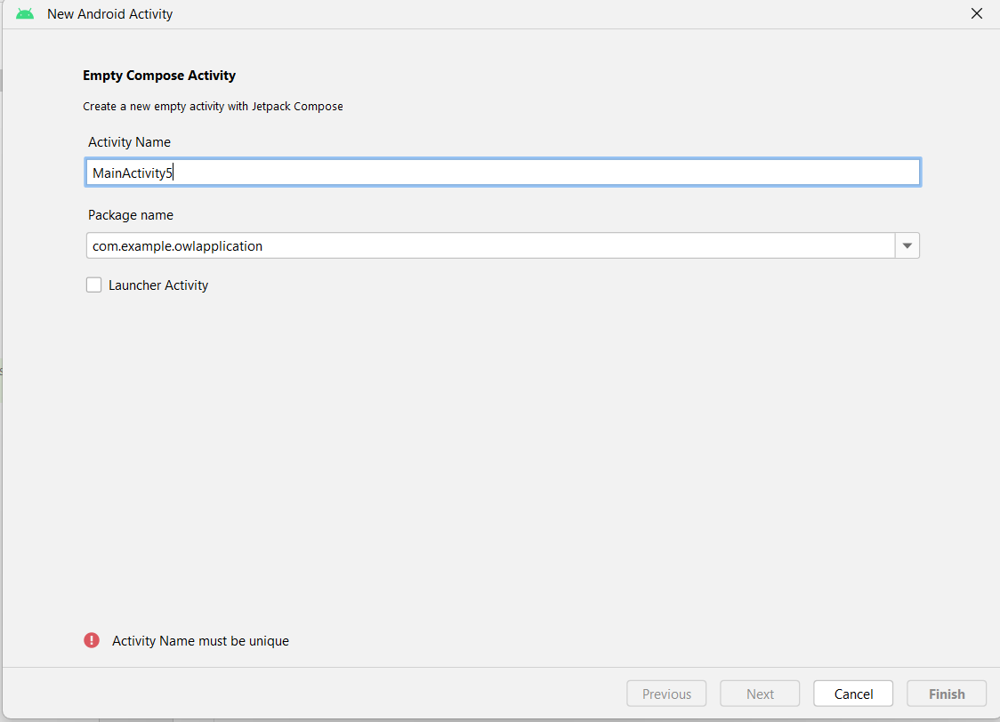 New Android Activity
Empty Compose Activity
Create a new empty activity with Jetpack Compose
Activity Name
MainActivity5
Package name
com.example.owlapplication
Launcher Activity
Activity Name must be unique
Previous
Next
Cancel
Finish